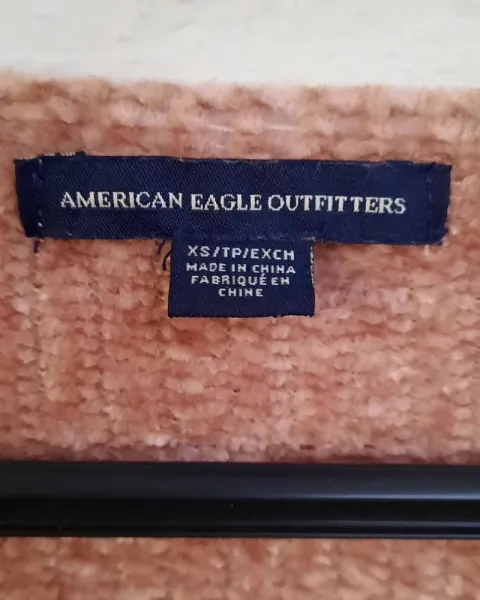 AMERICAN EAGLE OUTFITTERS
XS/TP/EXCH
MADE IN CHINA
FABRIQUÉ EN
CHINE